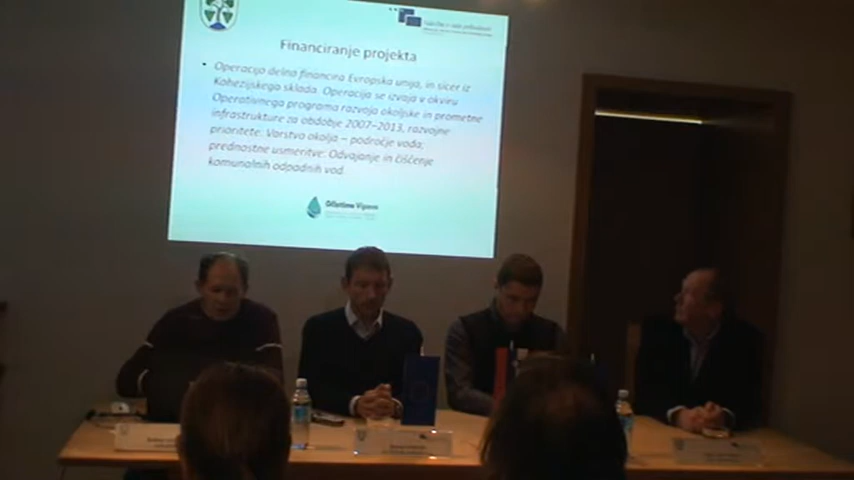 Financiranje projekta
• Operacijo delno financira Evropska unija, in sicer iz
Kohezijskega sklada. Operacija se izvaja v okviru
Operativnega programa razvoja okoljske in prometne
infrastrukture za obdobje 2007–2013, razvojne
prioritete: Varstvo okolja – področje voda;
prednostne usmeritve: Odvajanje in čiščenje
komunalnih odpadnih vod.
Očistimo Vipavo